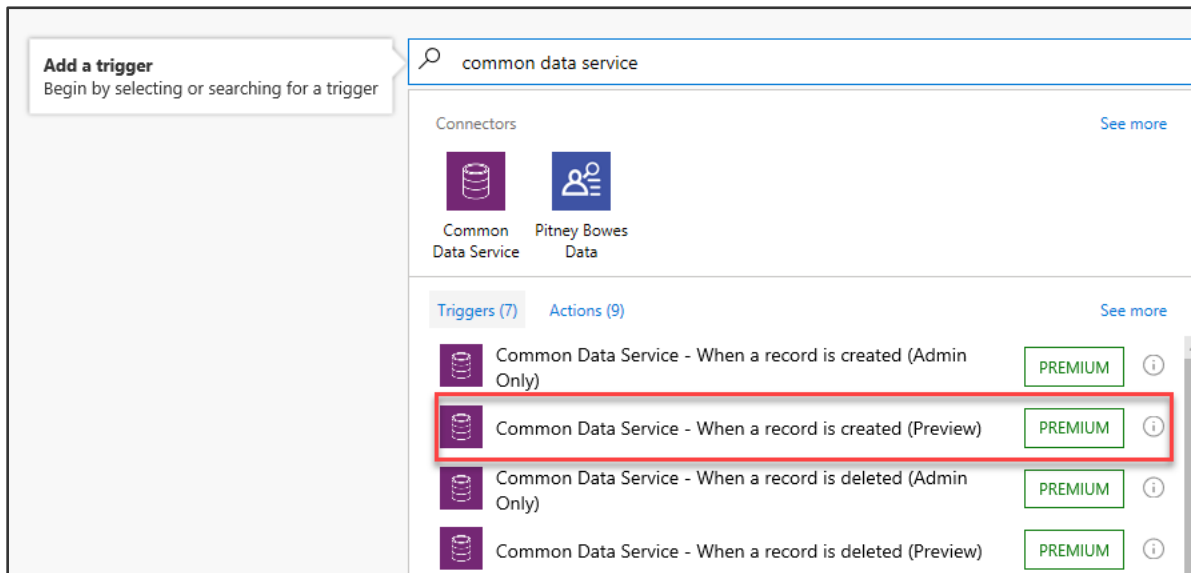 Add a trigger
Begin by selecting or searching for a trigger
common data service
Connectors
See more
Common
Data Service
Pitney Bowes
Data
Triggers (7)
Actions (9)
See more
Common Data Service - When a record is created (Admin
Only)
PREMIUM
Common Data Service - When a record is created (Preview)
PREMIUM
Common Data Service - When a record is deleted (Admin
Only)
PREMIUM
Common Data Service - When a record is deleted (Preview)
PREMIUM